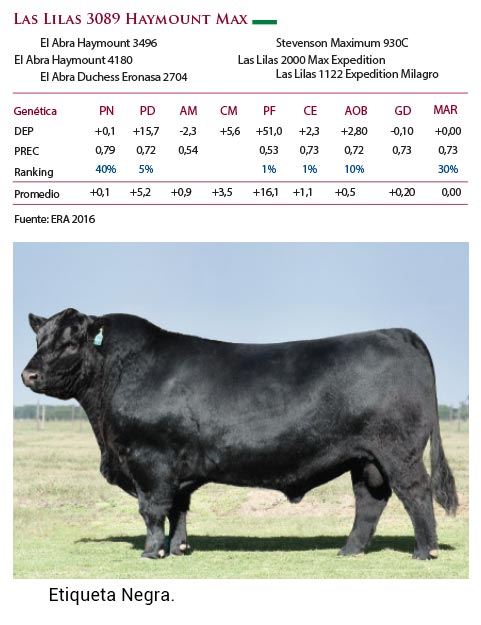 Las Lilas 3089 Haymount Max
El Abra Haymount 3496 Stevenson Maximum 930C
El Abra Haymount 4180 Las Lilas 2000 Max Expedition
El Abra Duchess Eronasa 2704 Las Lilas 1122 Expedition Milagro
Genética PN PD AM CM PF CE AOB GD MAR
DEP +0,1 +15,7 -2,3 +5,6 +51,0 +2,3 +2,80 -0,10 +0,00
PREC 0,79 0,72 0,54 0,53 0,73 0,72 0,73 0,73
Ranking 40% 5% 1% 1% 10% 30%
Promedio +0,1 +5,2 +0,9 +3,5 +16,1 +1,1 +0,5 +0,20 0,00
Fuente: ERA 2016
Etiqueta Negra.